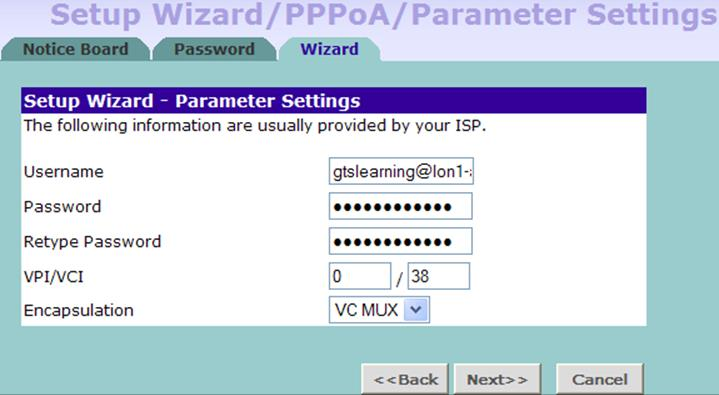 Setup Wizard/PPPoA/Parameter Settings
Notice Board Password Wizard
Setup Wizard - Parameter Settings
The following information are usually provided by your ISP.
Username gtslearning@lon1-
Password ●●●●●●●●●●●●
Retype Password ●●●●●●●●●●●●
VPI/VCI 0 / 38
Encapsulation VC MUX
<<Back Next>> Cancel